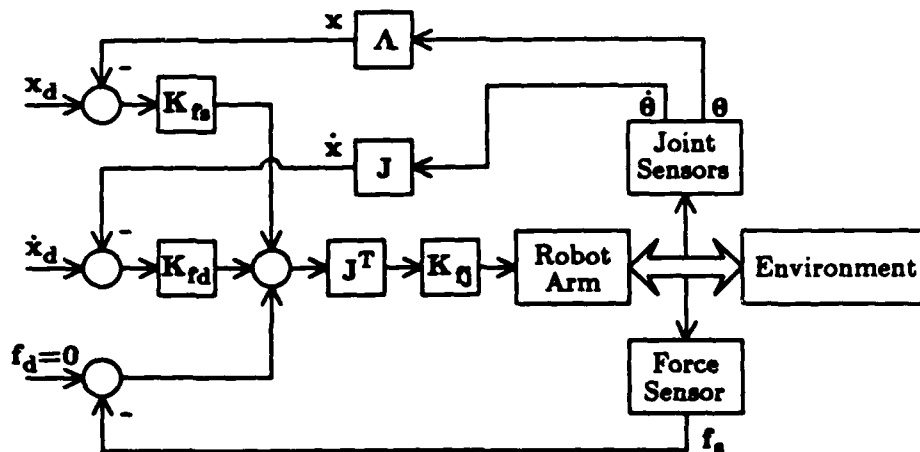 x
Λ
x_d
K_fs
θ̇
θ
Joint
Sensors
ẋ
J
ẋ_d
K_fd
J^T
K_fJ
Robot
Arm
Environment
f_d=0
Force
Sensor
f_s
-
-
-